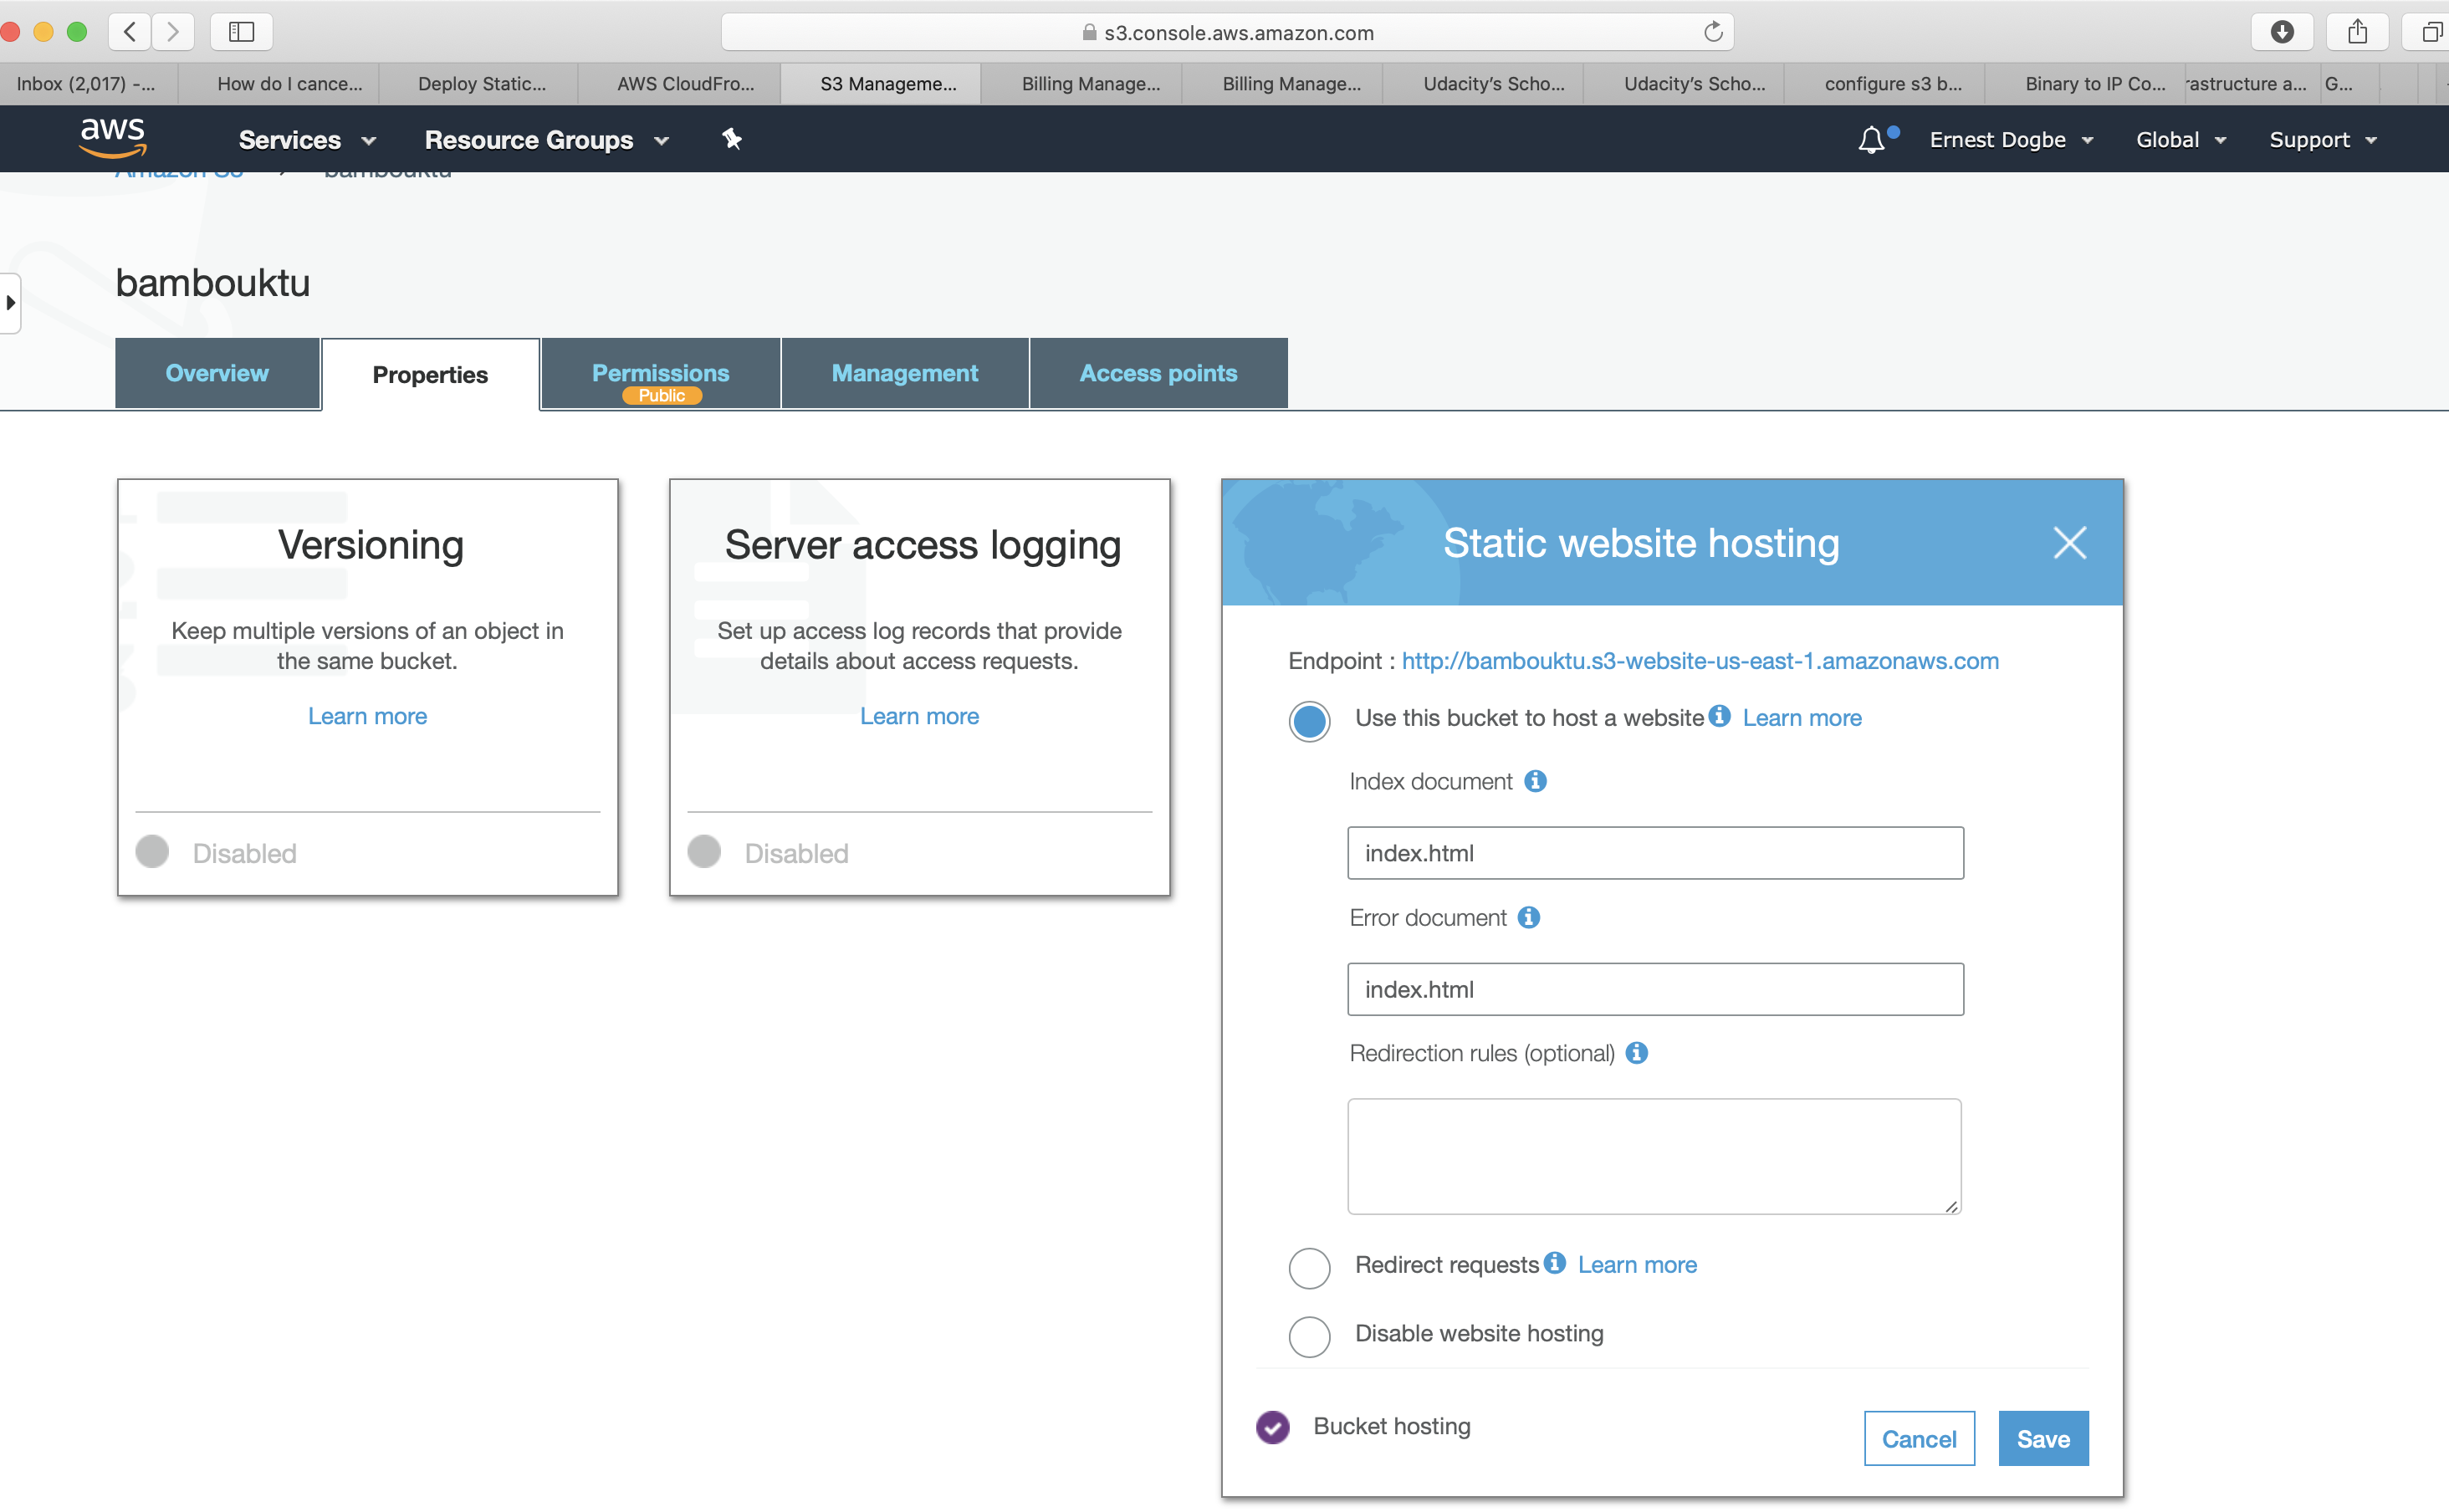 s3.console.aws.amazon.com
Inbox (2,017) -...
How do I cance...
Deploy Static...
AWS CloudFro...
S3 Manageme...
Billing Manage...
Billing Manage...
Udacity's Scho...
Udacity's Scho...
configure s3 b...
Binary to IP Co...
rastructure a...
G...
aws
Services
Resource Groups
Ernest Dogbe
Global
Support
Amazon S3
bambouktu
bambouktu
Overview
Properties
Permissions
Public
Management
Access points
Versioning
Keep multiple versions of an object in
the same bucket.
Learn more
Disabled
Server access logging
Set up access log records that provide
details about access requests.
Learn more
Disabled
Static website hosting
Endpoint : http://bambouktu.s3-website-us-east-1.amazonaws.com
Use this bucket to host a website Learn more
Index document
index.html
Error document
index.html
Redirection rules (optional)
Redirect requests Learn more
Disable website hosting
Bucket hosting
Cancel
Save